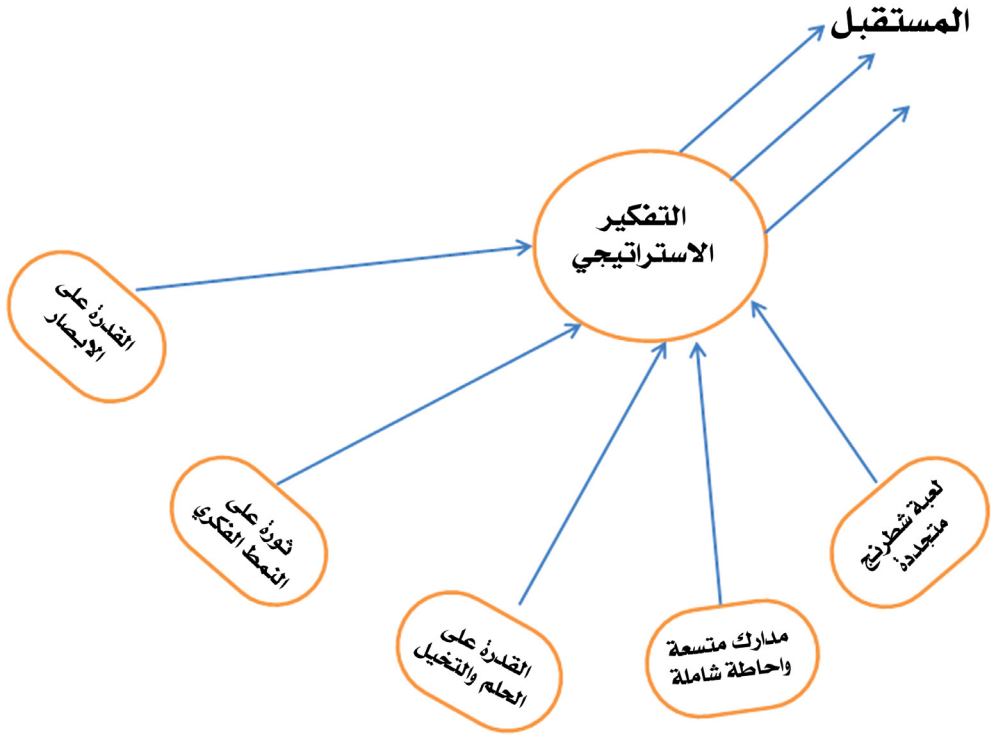 المستقبل
التفكير
الاستراتيجي
القدرة على
الابصار
ثورة على
النمط الفكري
القدرة على
الحلم والتخيل
مدارك متسعة
واحاطة شاملة
لعبة شطرنج
متجددة